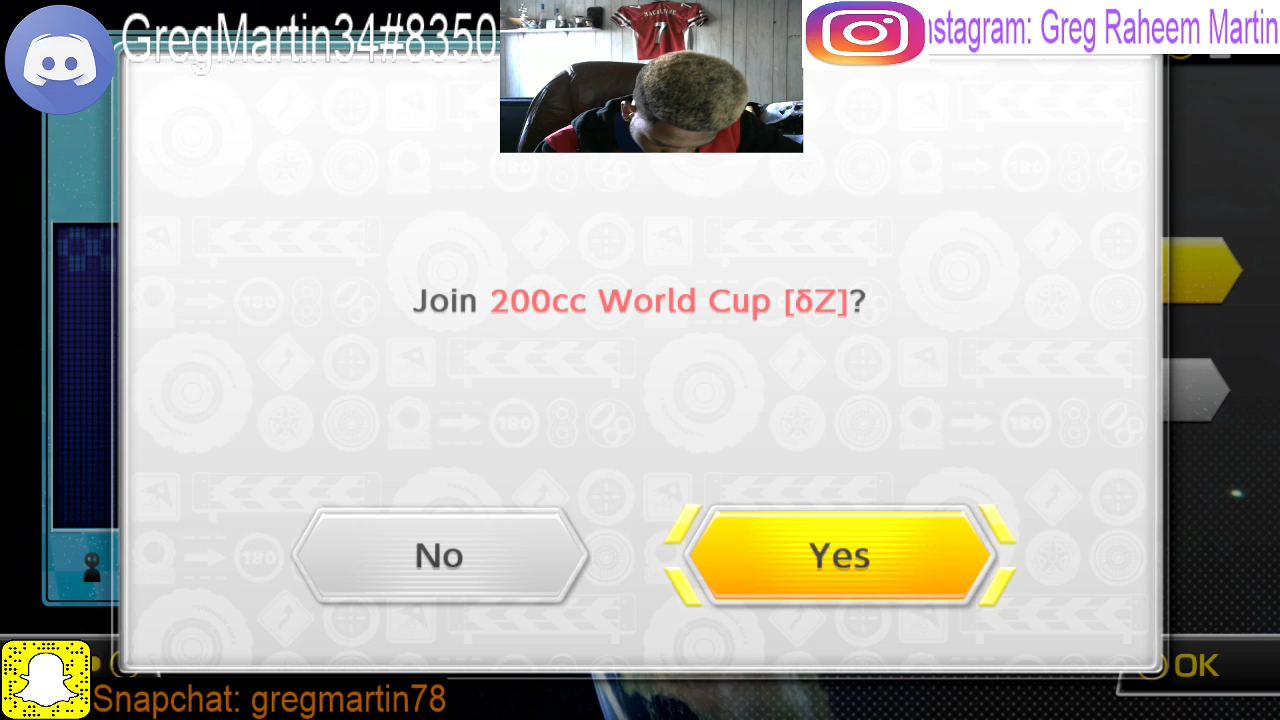 GregMartin34#8350
nstagram: Greg Raheem Martin
Join 200cc World Cup [δZ]?
No
Yes
OK
Snapchat: gregmartin78